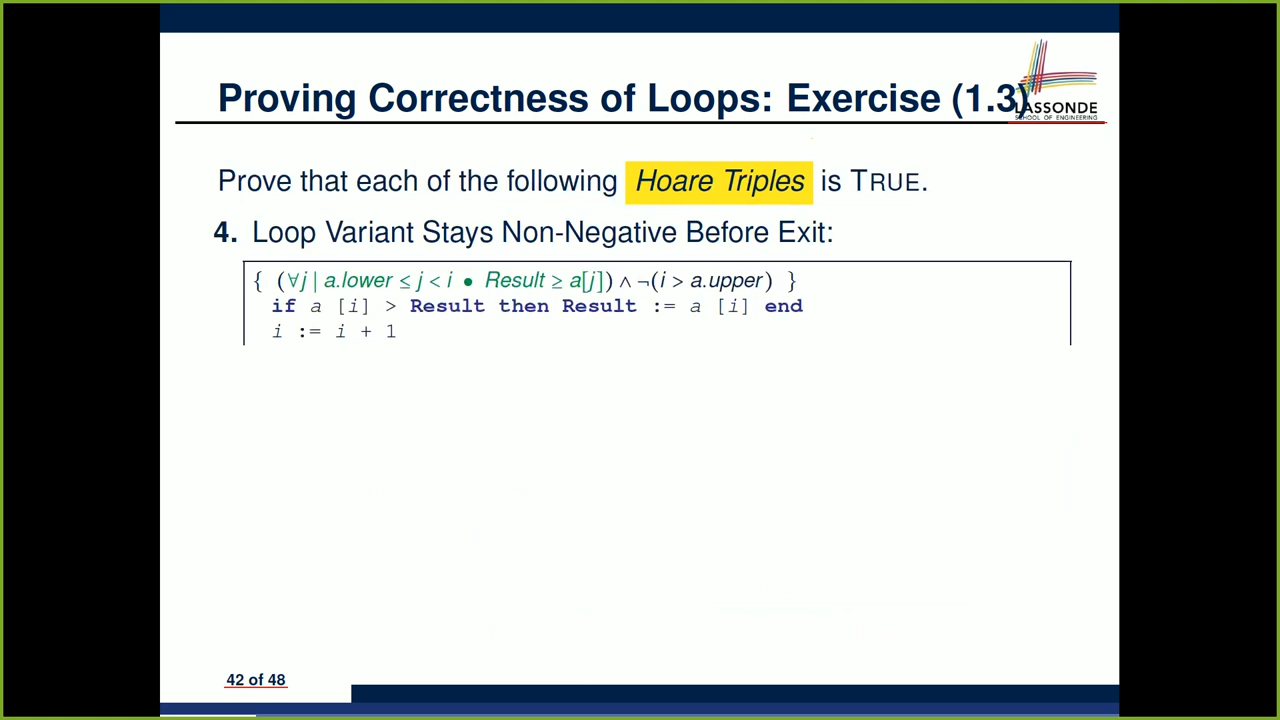 Proving Correctness of Loops: Exercise (1.3)
LASSONDE
SCHOOL OF ENGINEERING
Prove that each of the following Hoare Triples is TRUE.
4. Loop Variant Stays Non-Negative Before Exit:
{ (∀j | a.lower ≤ j < i ● Result ≥ a[j]) ∧ ¬(i > a.upper) }
if a [i] > Result then Result := a [i] end
i := i + 1
42 of 48